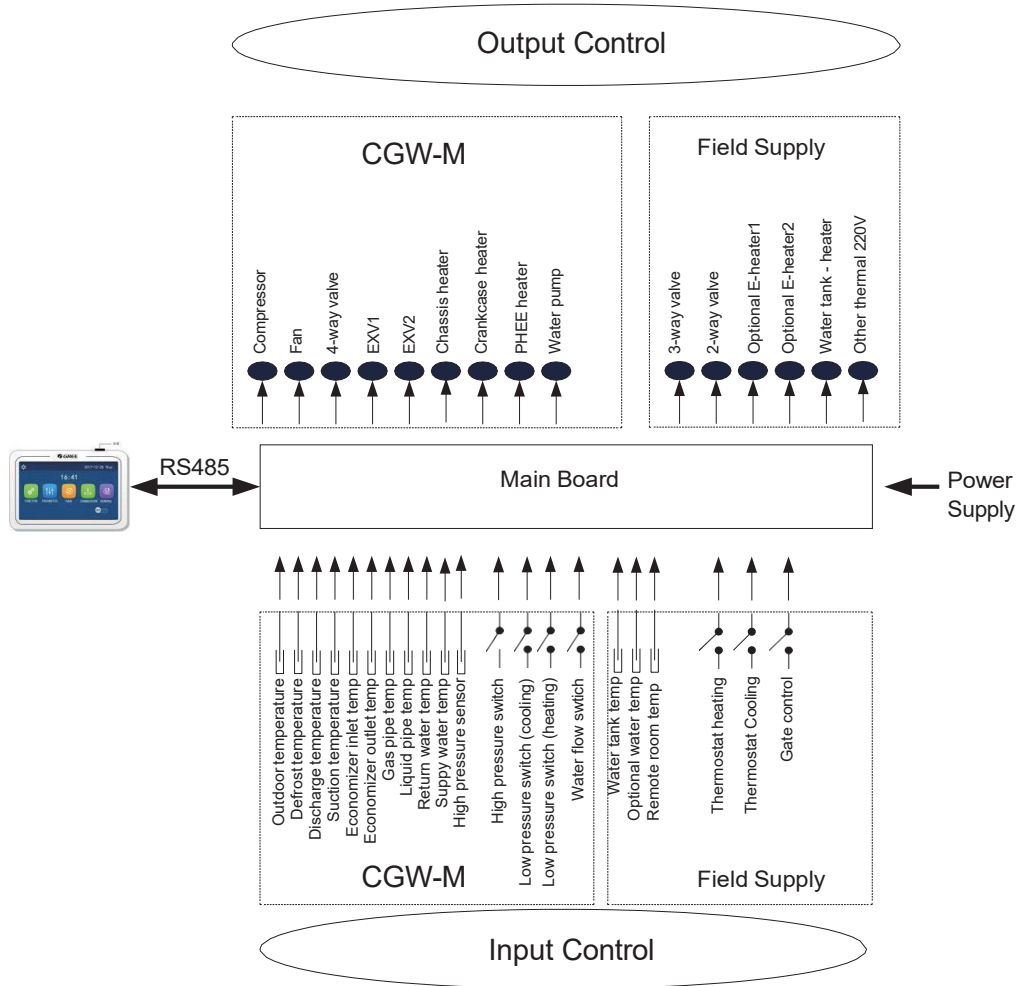 Output Control
CGW-M
Field Supply
Compressor
Fan
4-way valve
EXV1
EXV2
Chassis heater
Crankcase heater
PHEE heater
Water pump
3-way valve
2-way valve
Optional E-heater1
Optional E-heater2
Water tank - heater
Other thermal 220V
GREE
16:41
RS485
Main Board
Power
Supply
Outdoor temperature
Defrost temperature
Discharge temperature
Suction temperature
Economizer inlet temp
Economizer outlet temp
Gas pipe temp
Liquid pipe temp
Return water temp
Suppy water temp
High pressure sensor
High pressure switch
Low pressure switch (cooling)
Low pressure switch (heating)
Water flow swtich
Water tank temp
Optional water temp
Remote room temp
Thermostat heating
Thermostat Cooling
Gate control
CGW-M
Field Supply
Input Control